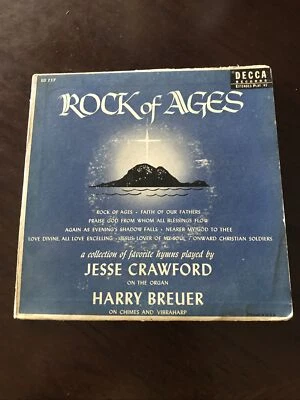 ED 719
DECCA
RECORDS
EXTENDED PLAY 45
ROCK of AGES
ROCK OF AGES • FAITH OF OUR FATHERS
PRAISE GOD FROM WHOM ALL BLESSINGS FLOW
AGAIN AS EVENING'S SHADOW FALLS • NEARER MY GOD TO THEE
LOVE DIVINE, ALL LOVE EXCELLING • JESUS LOVER OF MY SOUL • ONWARD CHRISTIAN SOLDIERS
a collection of favorite hymns played by
JESSE CRAWFORD
ON THE ORGAN
HARRY BREUER
ON CHIMES AND VIBRAHARP